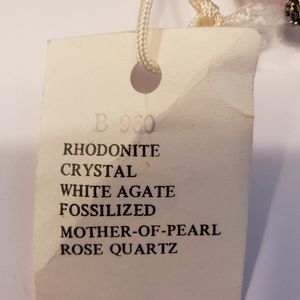 B 960
RHODONITE
CRYSTAL
WHITE AGATE
FOSSILIZED
MOTHER-OF-PEARL
ROSE QUARTZ